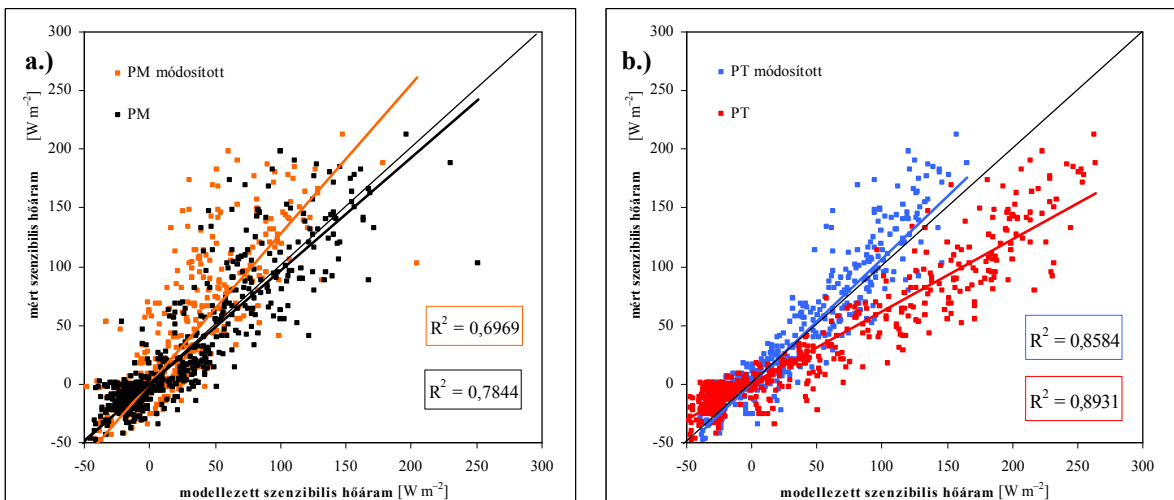 a.)
300
250
200
150
100
50
0
-50
-50 0 50 100 150 200 250 300
mért szenzibilis hőáram [W m⁻²]
modellezett szenzibilis hőáram [W m⁻²]
PM módosított
PM
R² = 0,6969
R² = 0,7844
b.)
300
250
200
150
100
50
0
-50
-50 0 50 100 150 200 250 300
mért szenzibilis hőáram [W m⁻²]
modellezett szenzibilis hőáram [W m⁻²]
PT módosított
PT
R² = 0,8584
R² = 0,8931